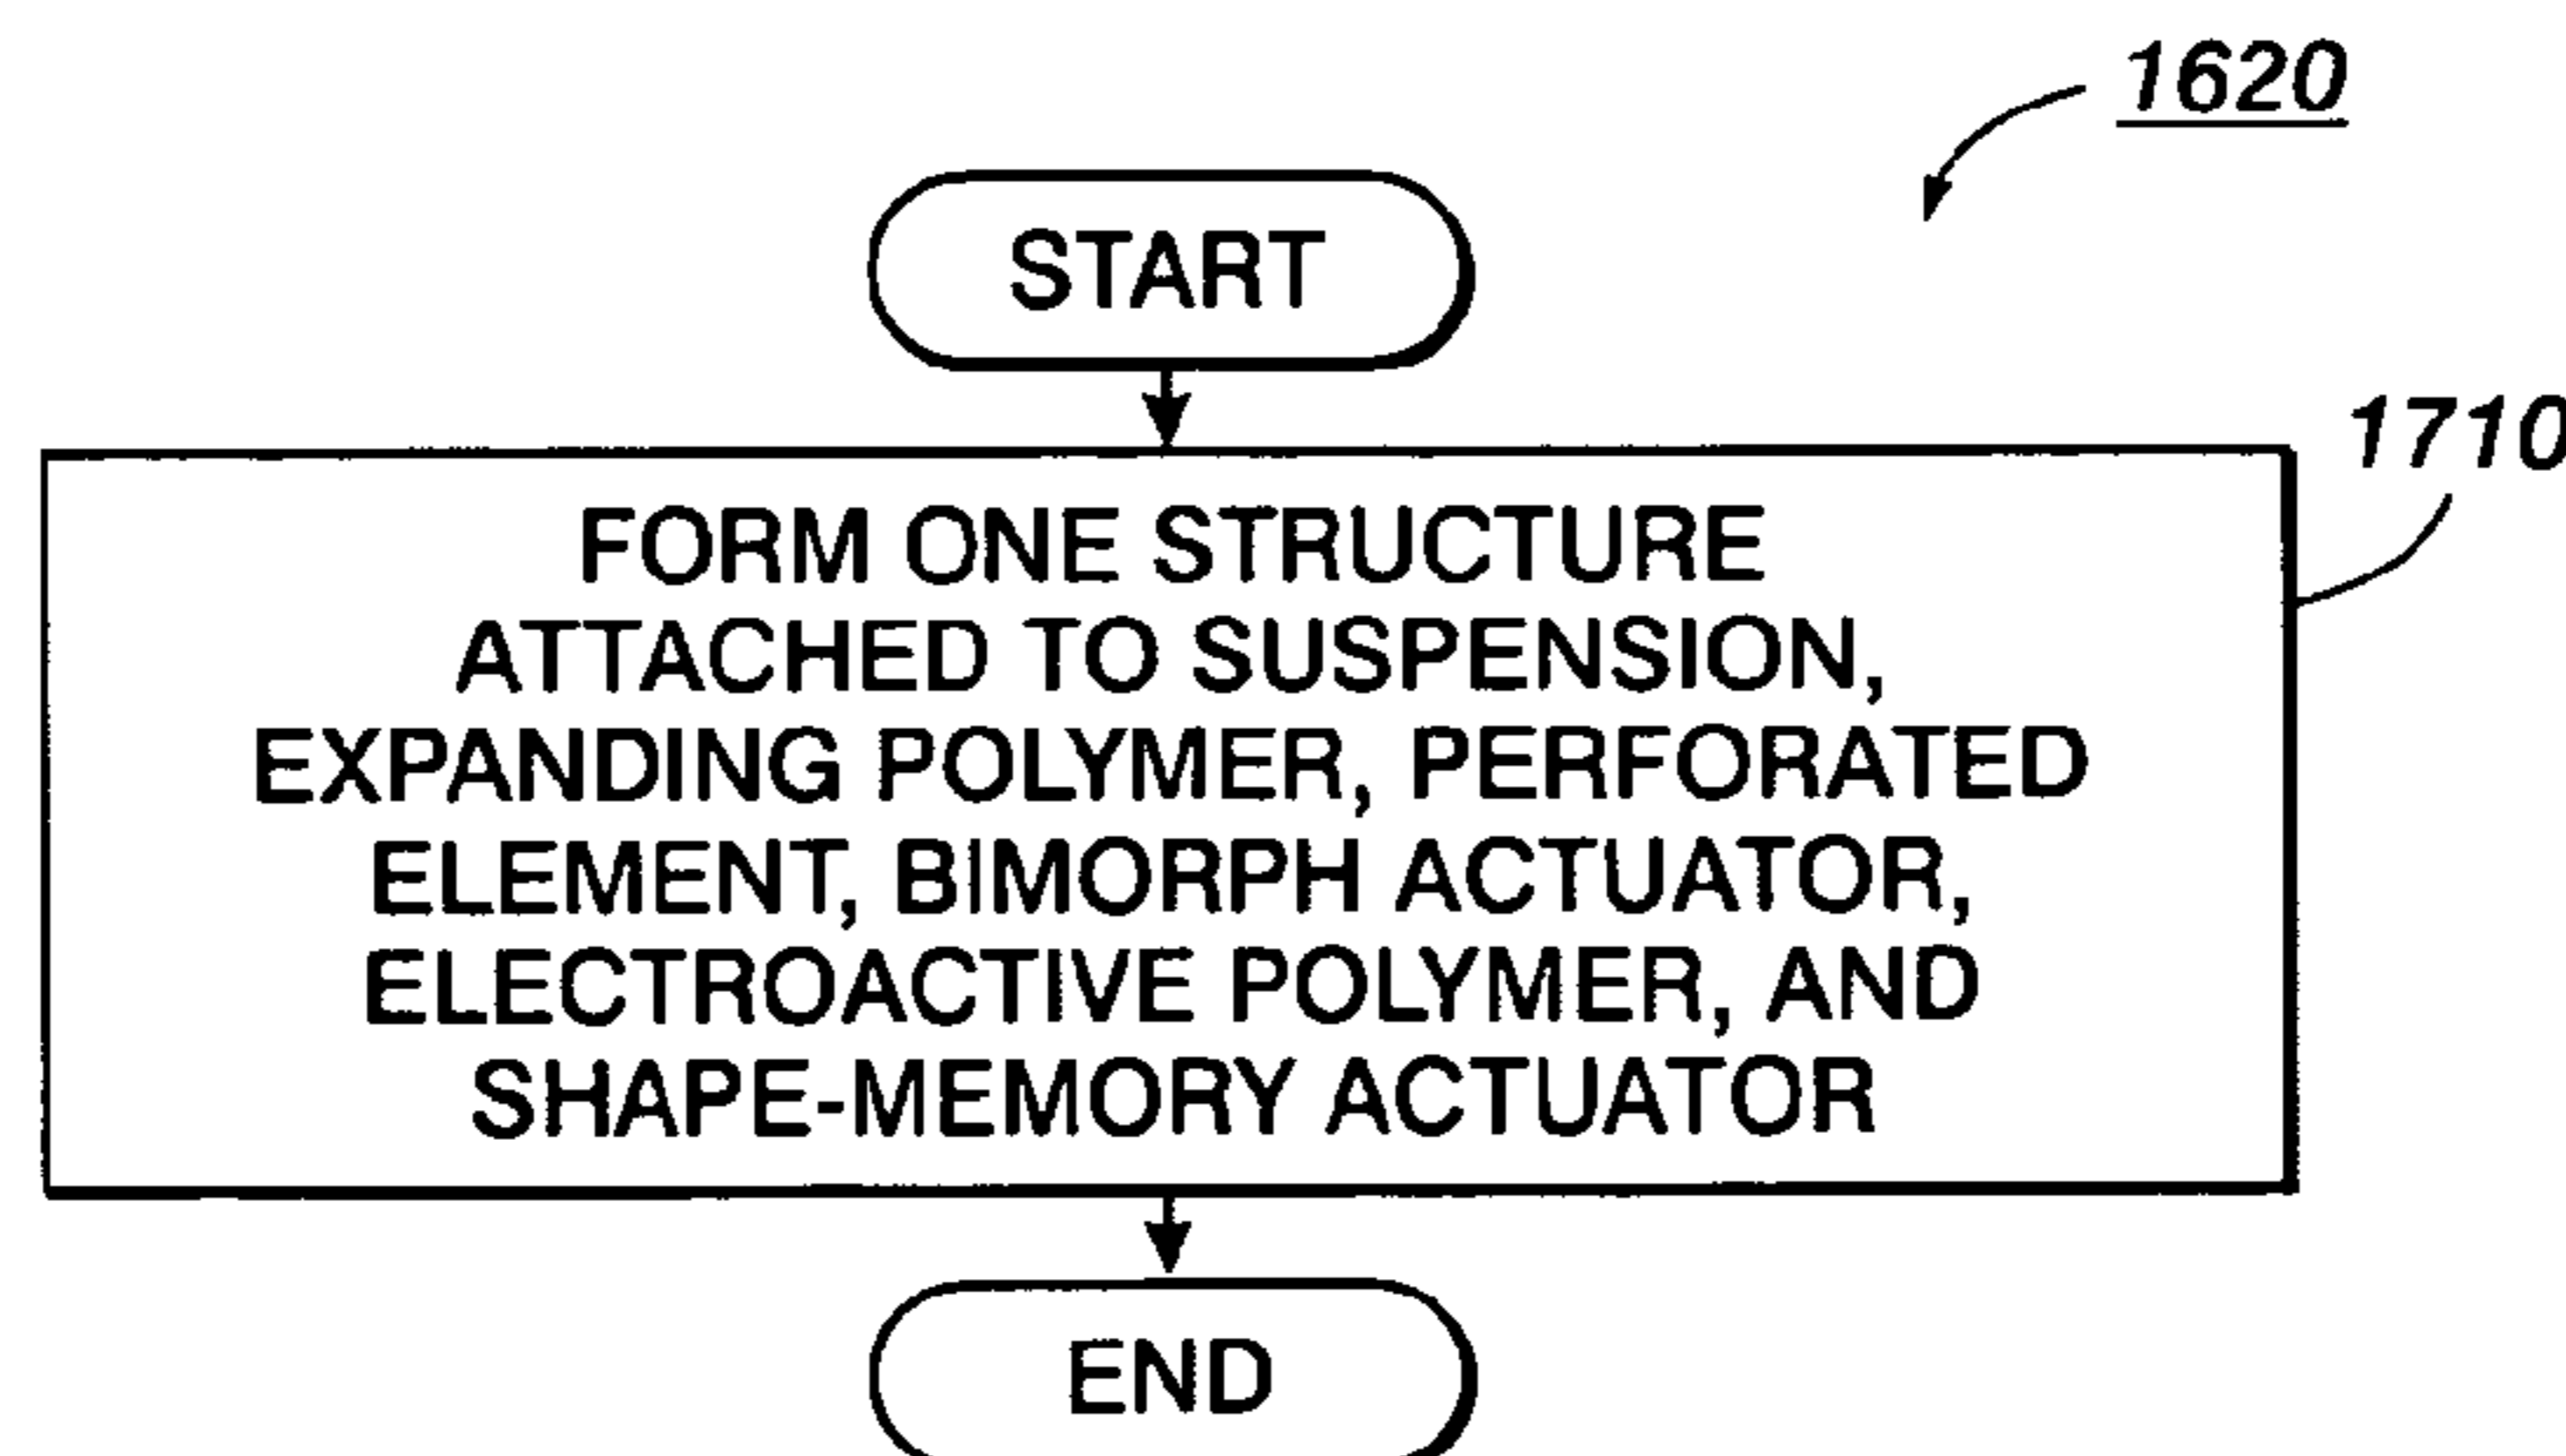 1620
START
1710
FORM ONE STRUCTURE
ATTACHED TO SUSPENSION,
EXPANDING POLYMER, PERFORATED
ELEMENT, BIMORPH ACTUATOR,
ELECTROACTIVE POLYMER, AND
SHAPE-MEMORY ACTUATOR
END